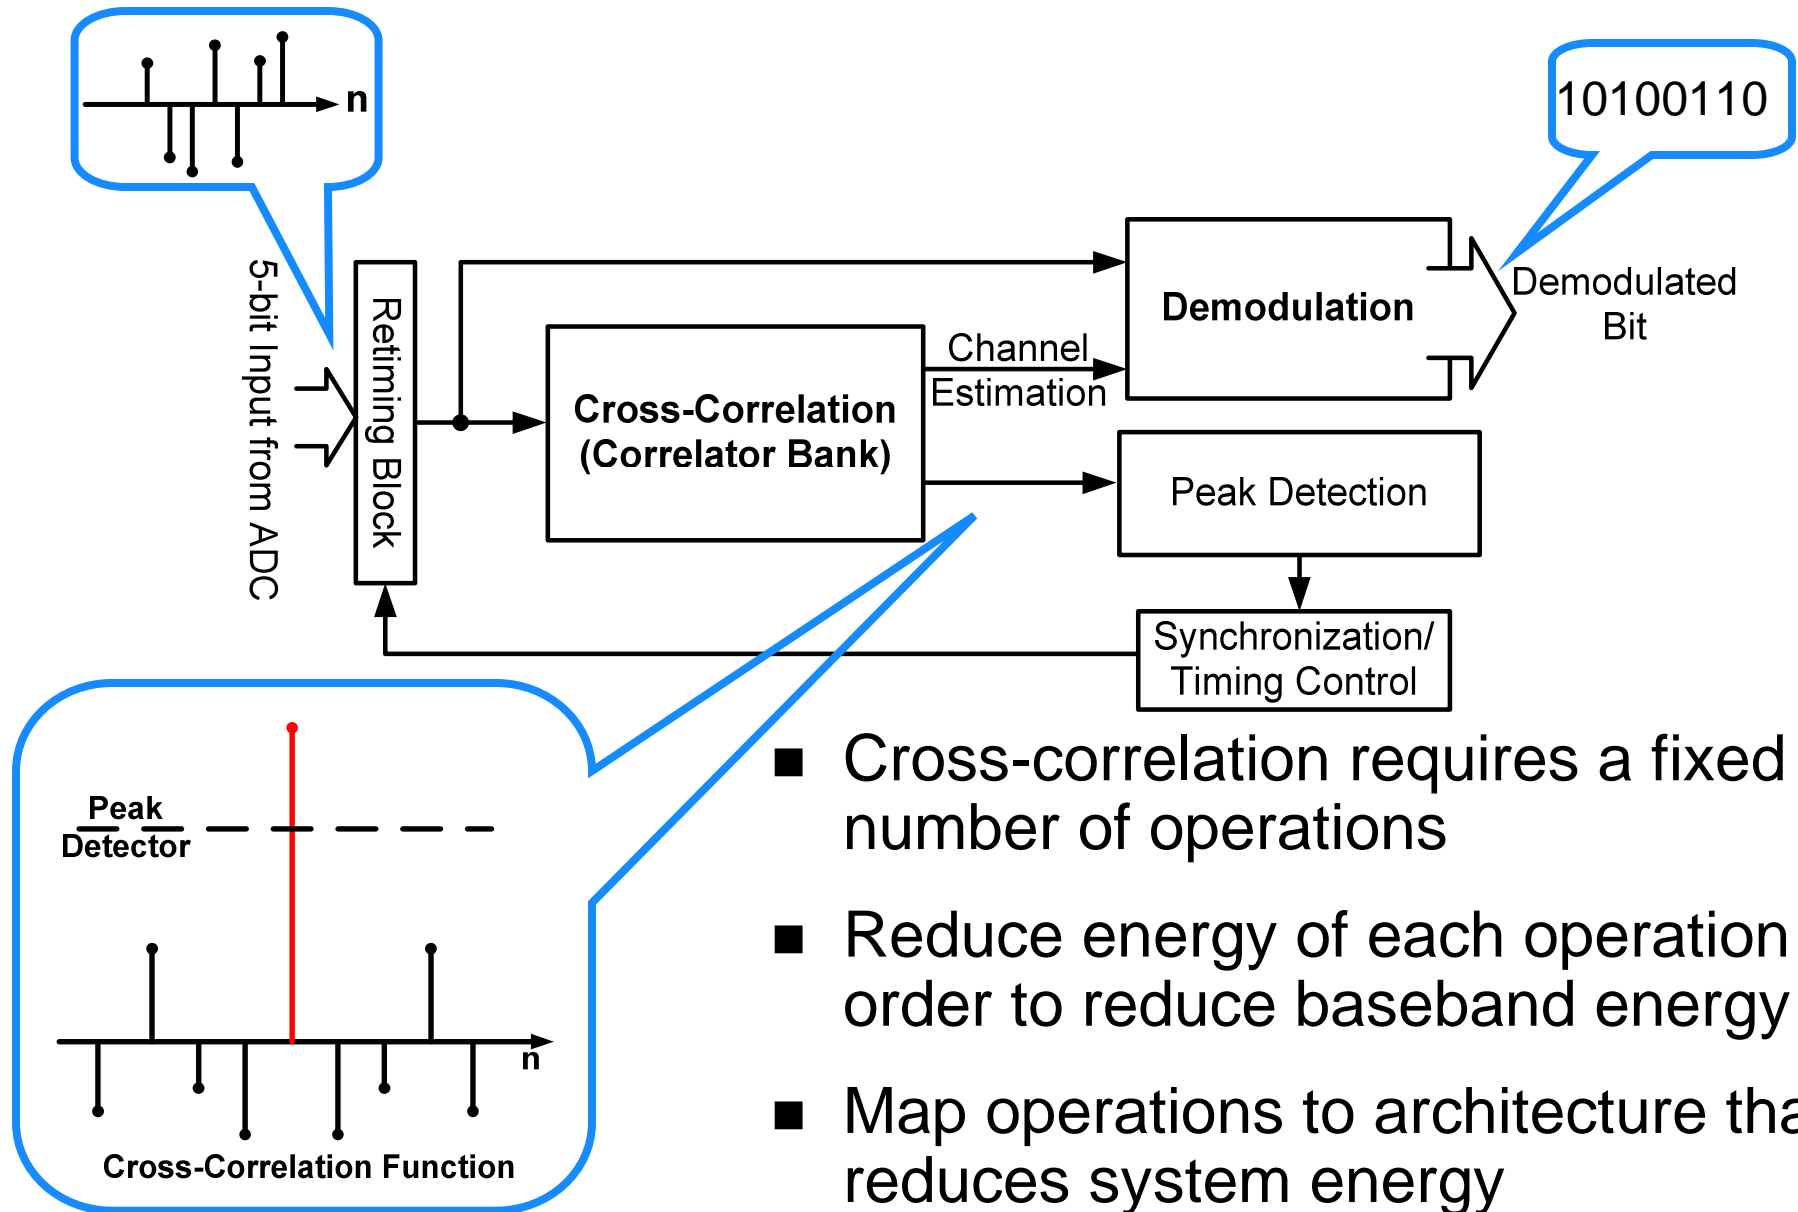 n
10100110
5-bit Input from ADC
Retiming Block
Cross-Correlation
(Correlator Bank)
Channel
Estimation
Demodulation
Demodulated
Bit
Peak Detection
Synchronization/
Timing Control
Peak
Detector
n
Cross-Correlation Function
■ Cross-correlation requires a fixed
number of operations
■ Reduce energy of each operation
order to reduce baseband energy
■ Map operations to architecture
reduces system energy